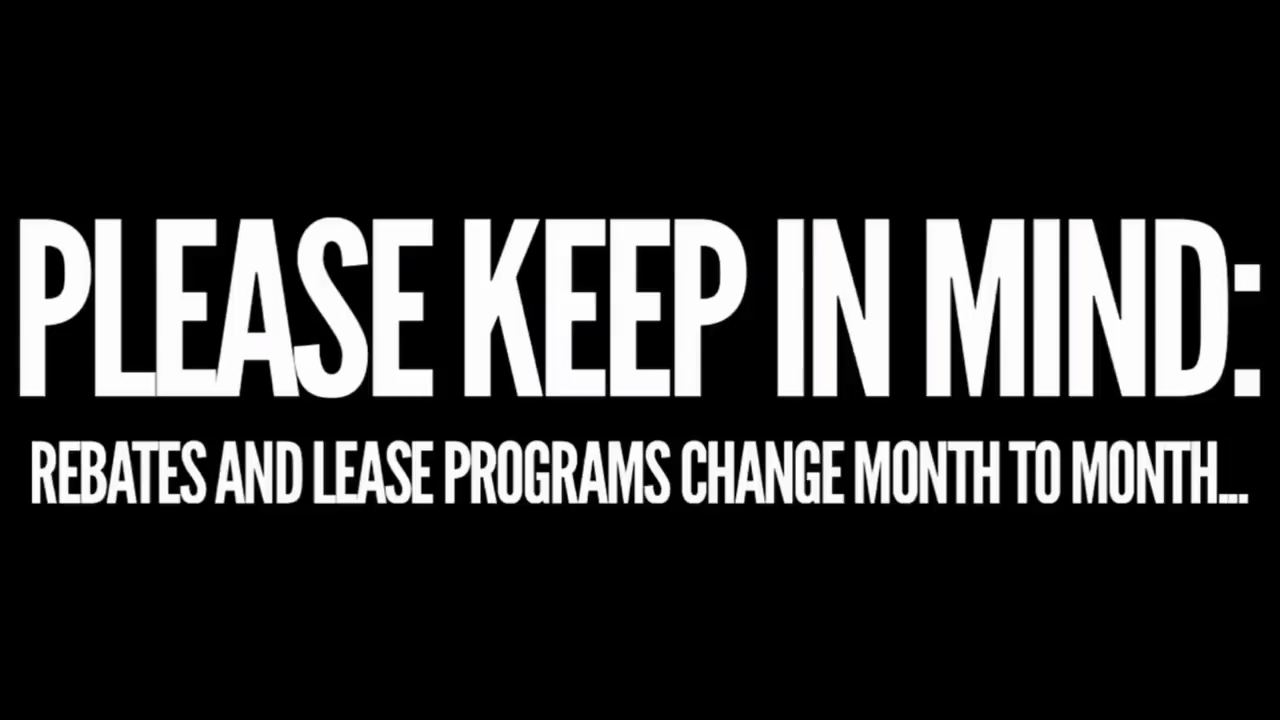 PLEASE KEEP IN MIND:
REBATES AND LEASE PROGRAMS CHANGE MONTH TO MONTH...